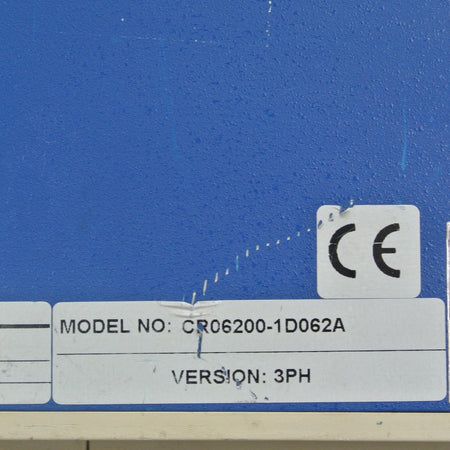 CE
MODEL NO: CR06200-1D062A
VERSION: 3PH